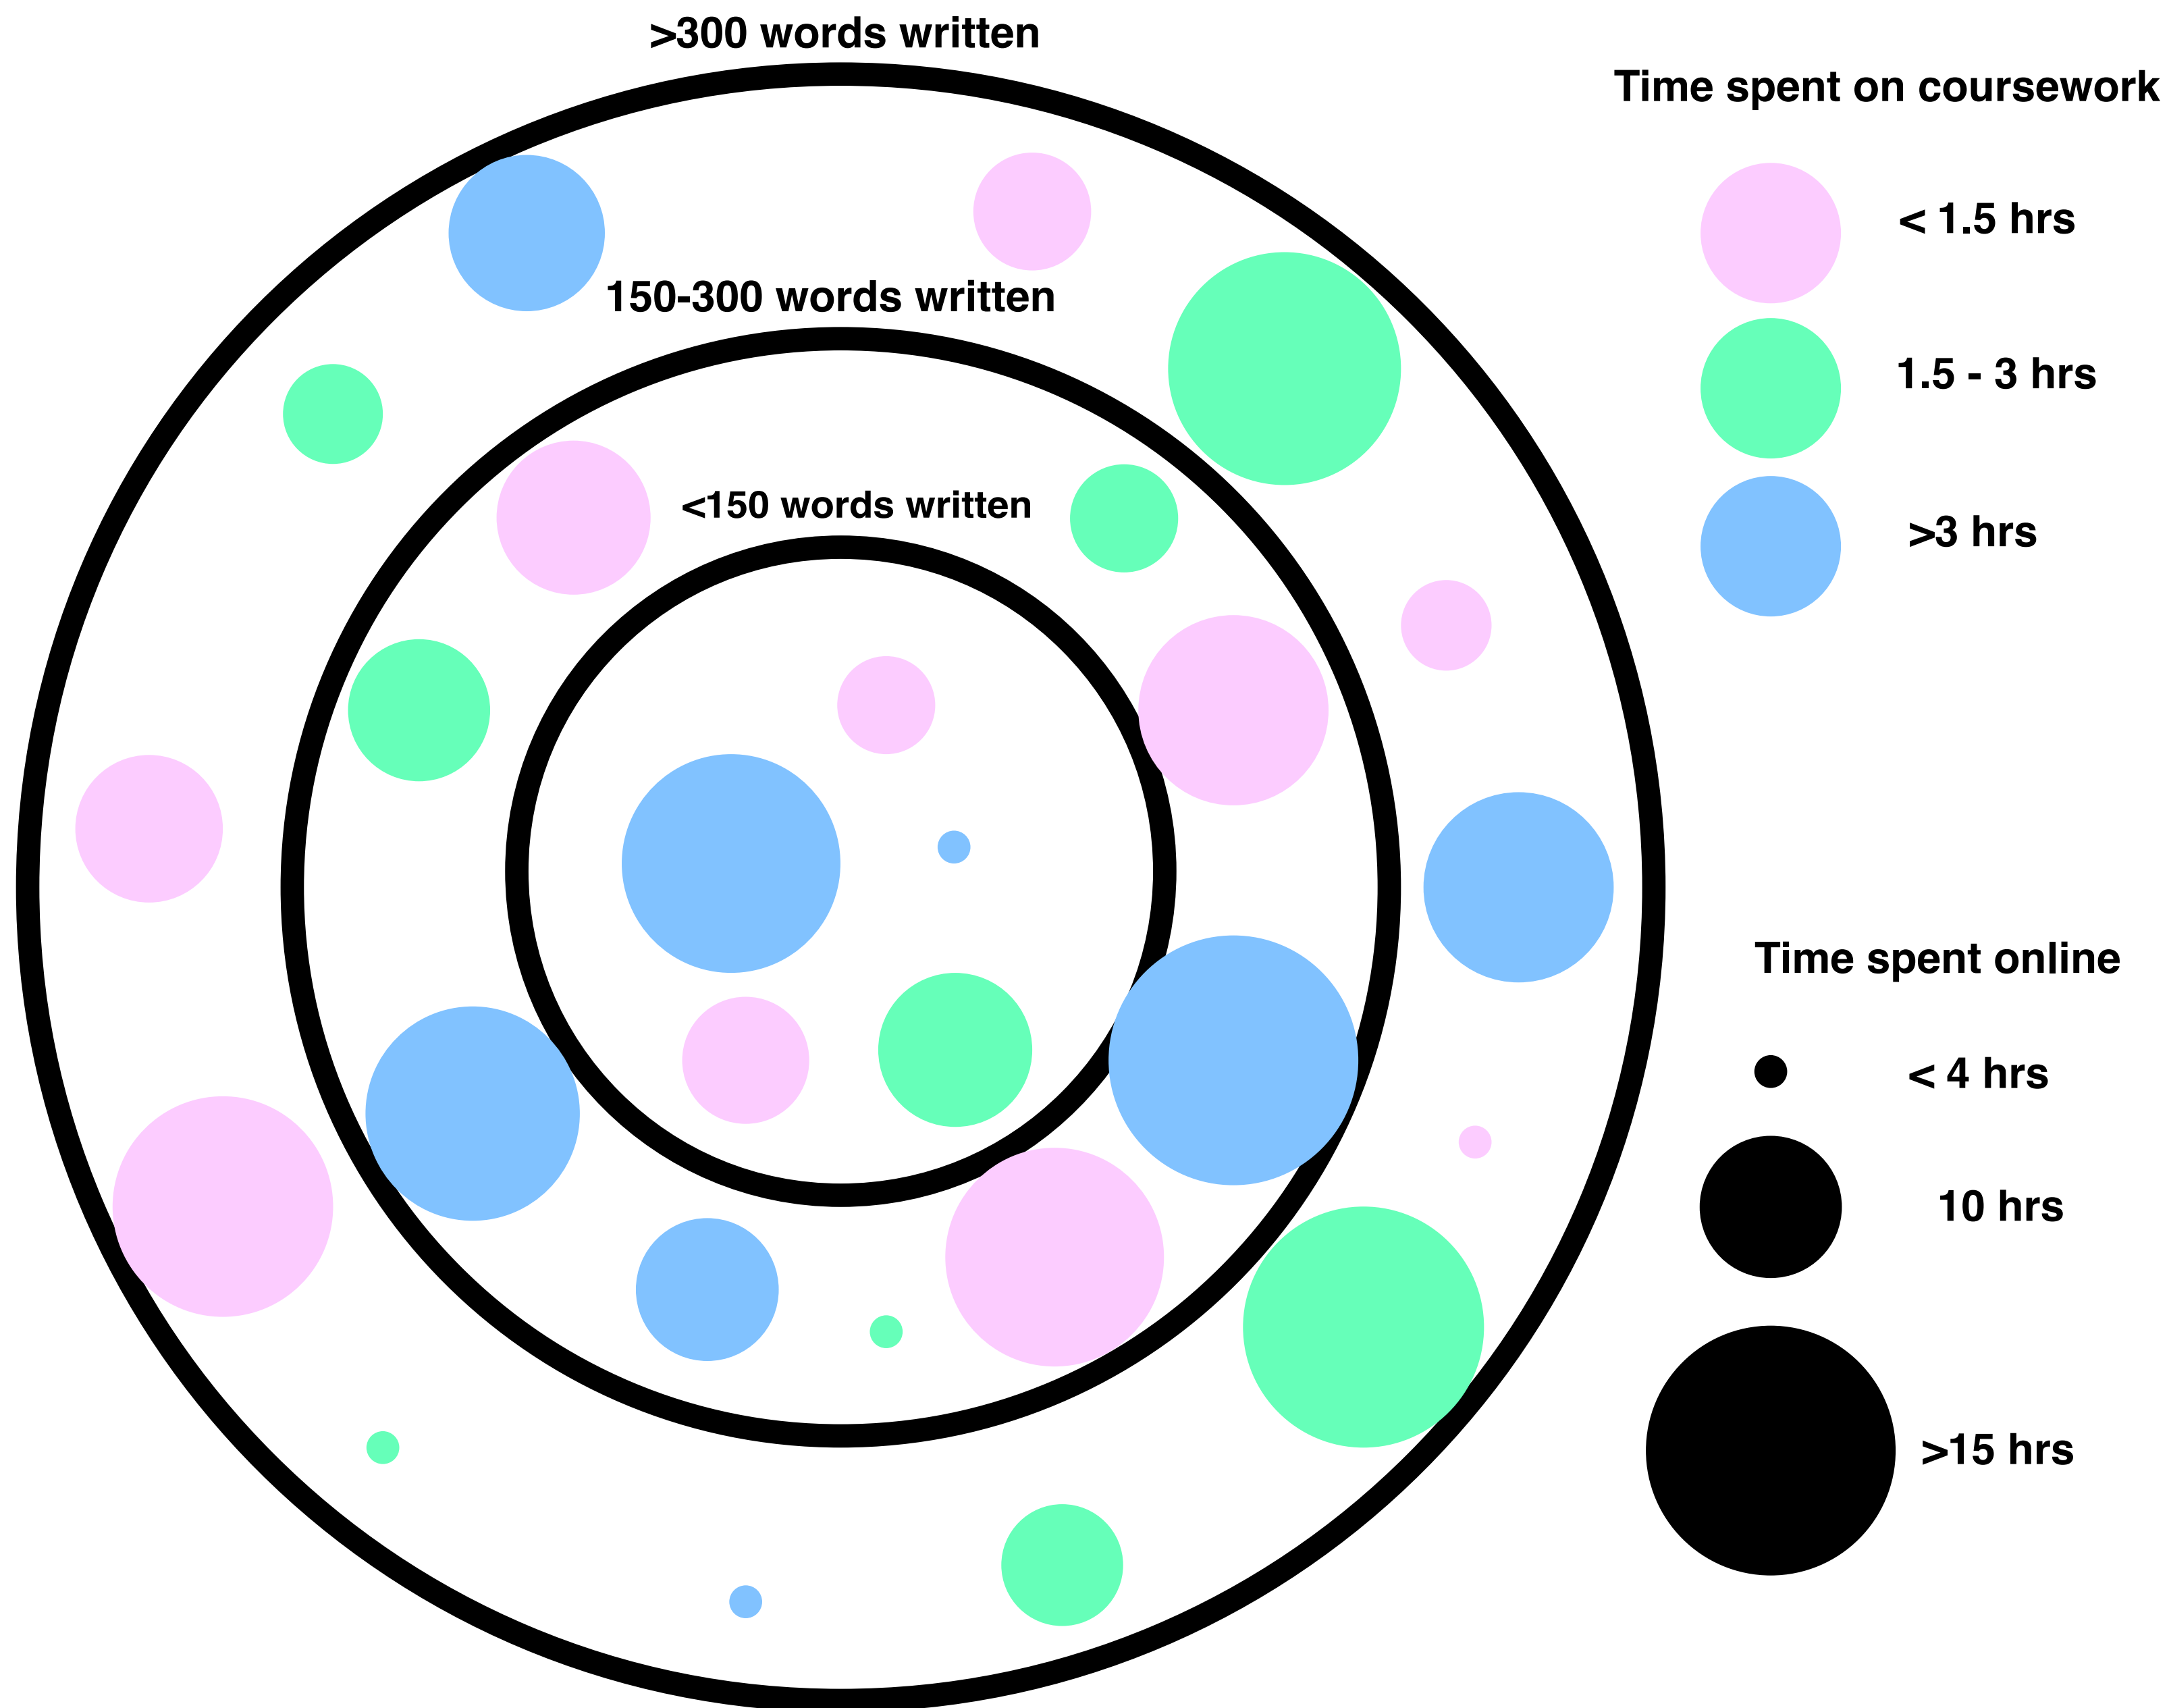 >300 words written
Time spent on coursework
< 1.5 hrs
150-300 words written
1.5 - 3 hrs
<150 words written
>3 hrs
Time spent online
< 4 hrs
10 hrs
>15 hrs